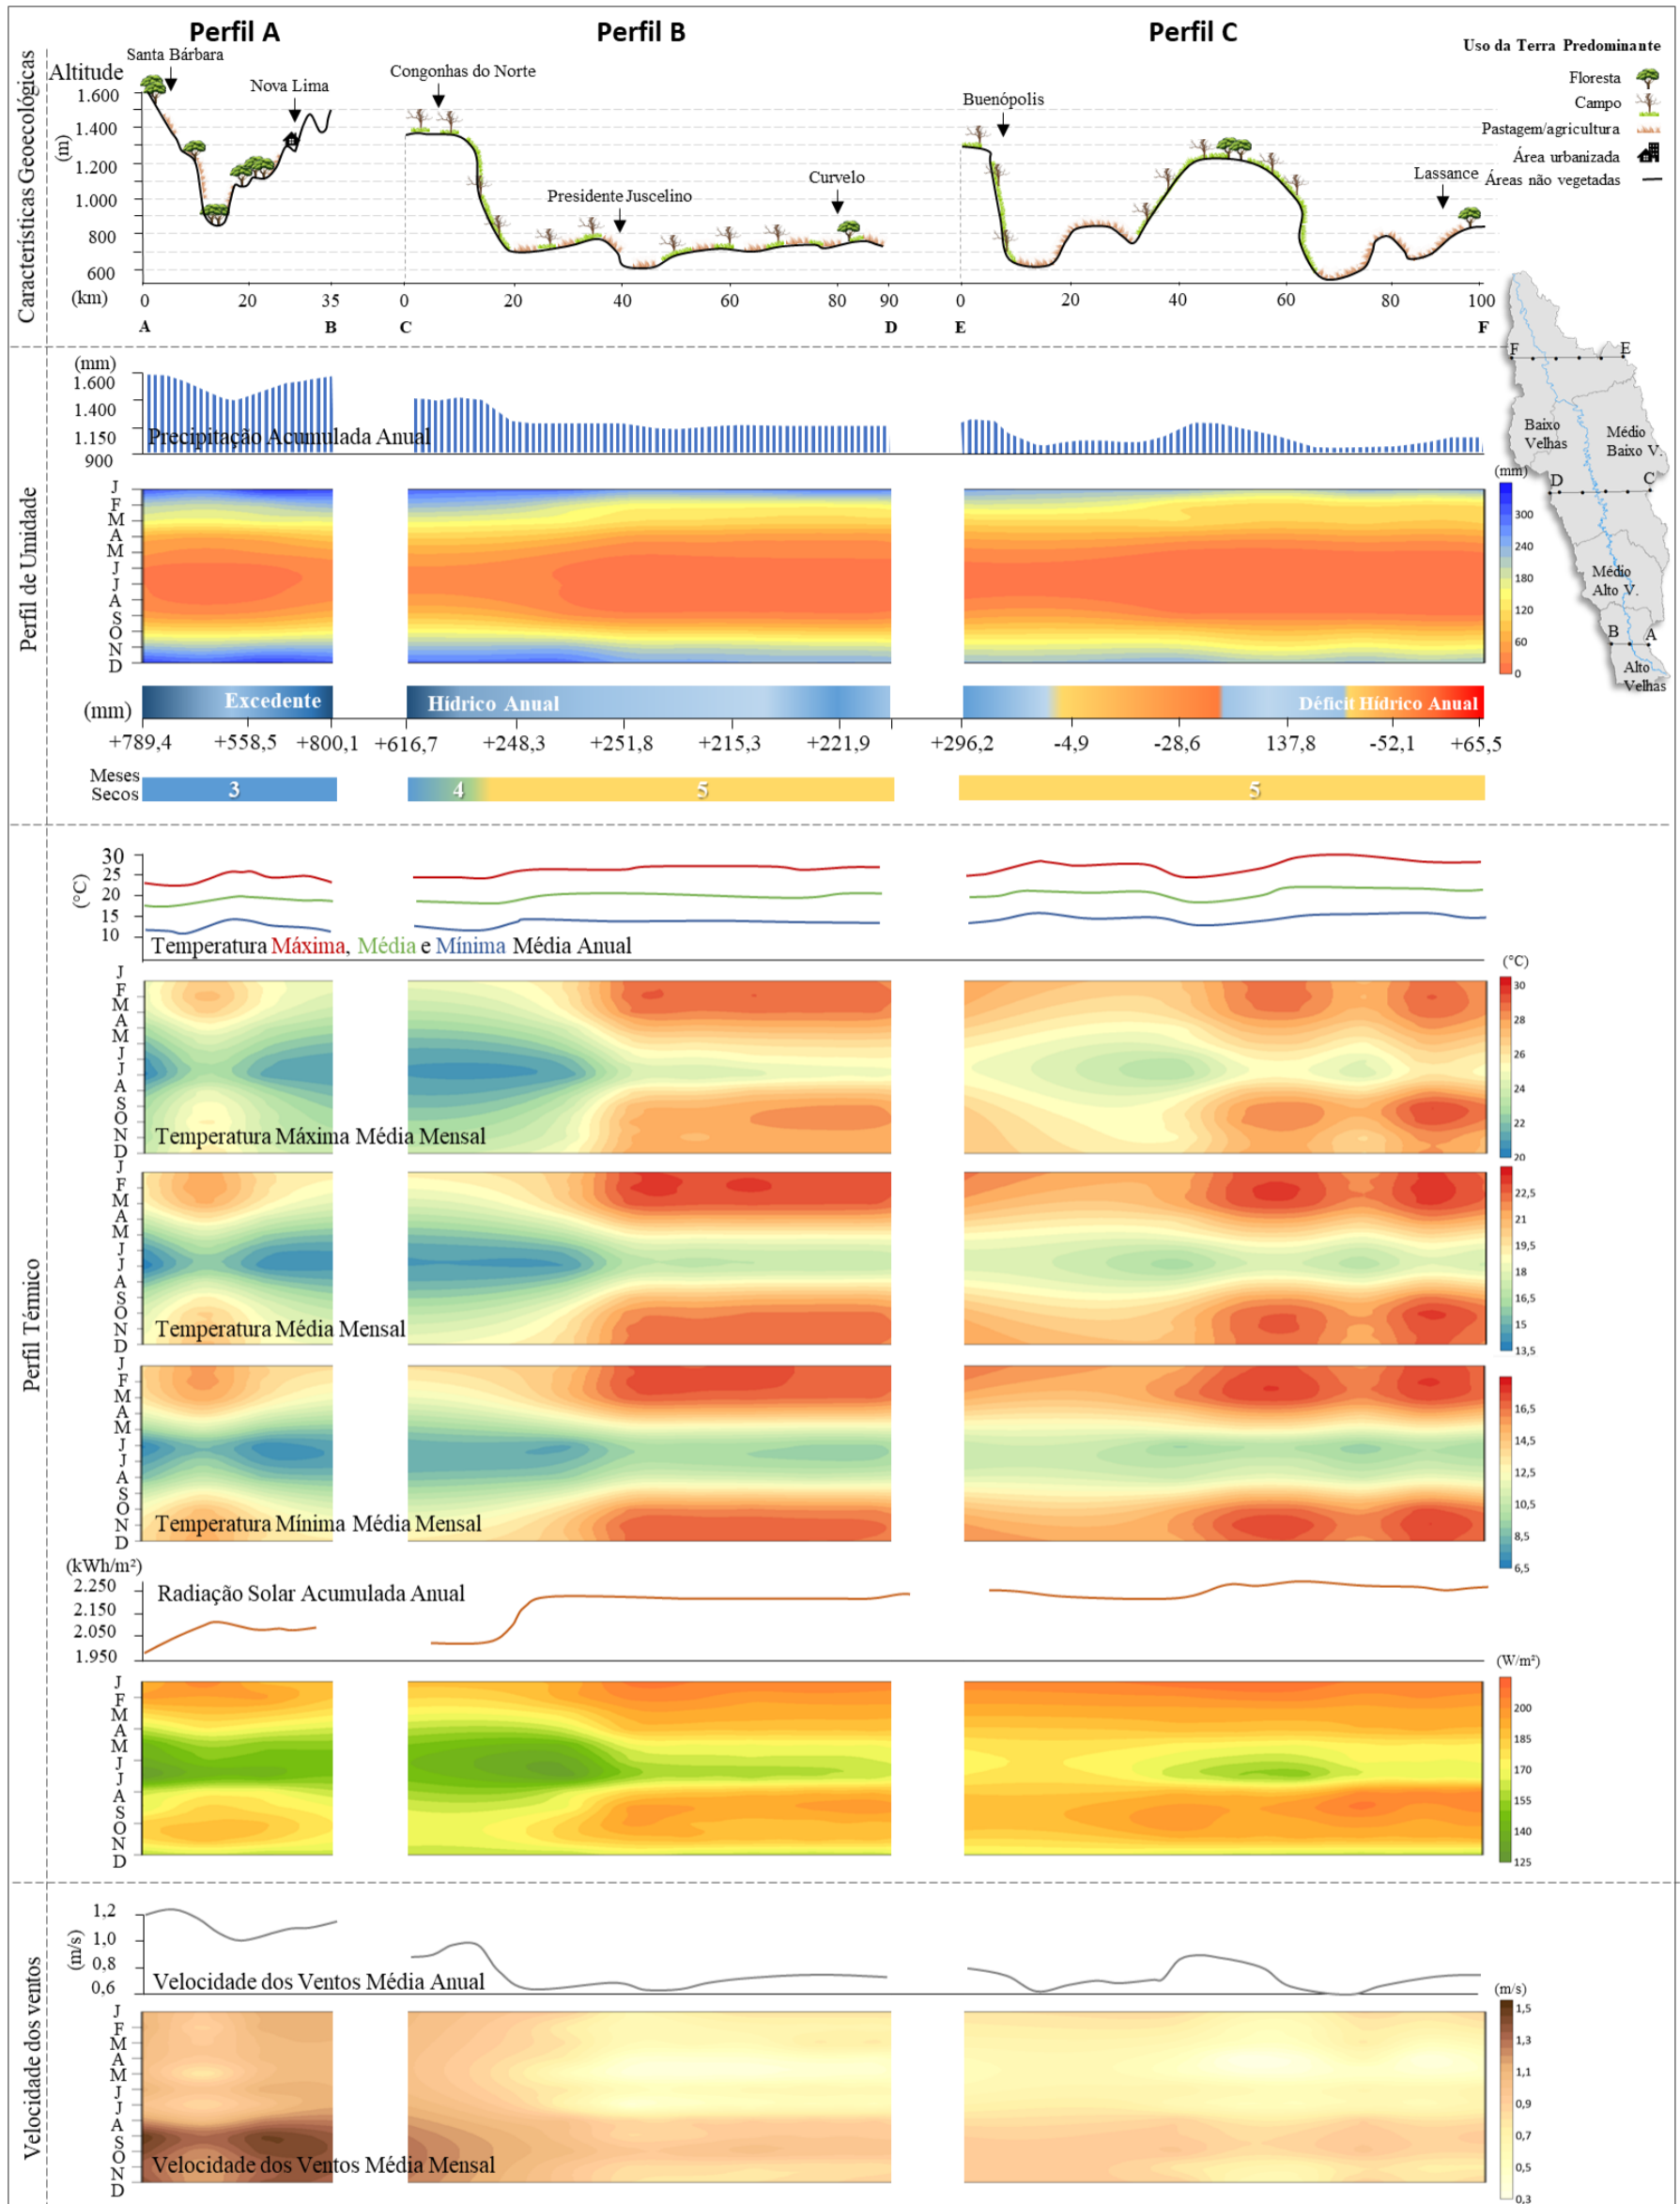 Perfil A
Perfil B
Perfil C
Características Geoecológicas
Altitude
(m)
1.600
1.400
1.200
1.000
800
600
(km)
Santa Bárbara
Nova Lima
Congonhas do Norte
Presidente Juscelino
Curvelo
Buenópolis
Lassance
Uso da Terra Predominante
Floresta
Campo
Pastagem/agricultura
Área urbanizada
Áreas não vegetadas
0 20 35
0 20 40 60 80 90
0 20 40 60 80 100
A B C D E F
F E
Baixo
Velhas
Médio
Baixo V.
D C
Médio
Alto V.
B A
Alto
Velhas
Perfil de Umidade
(mm)
1.600
1.400
1.150
900
Precipitação Acumulada Anual
J
F
M
A
M
J
J
A
S
O
N
D
(mm)
300
240
180
120
60
0
Excedente Hídrico Anual Déficit Hídrico Anual
(mm)
+789,4 +558,5 +800,1 +616,7 +248,3 +251,8 +215,3 +221,9 +296,2 -4,9 -28,6 137,8 -52,1 +65,5
Meses
Secos
3 4 5 5
Perfil Térmico
(°C)
30
25
20
15
10
Temperatura Máxima, Média e Mínima Média Anual
J
F
M
A
M
J
J
A
S
O
N
D
Temperatura Máxima Média Mensal
(°C)
30
28
26
24
22
20
J
F
M
A
M
J
J
A
S
O
N
D
Temperatura Média Mensal
22,5
21
19,5
18
16,5
15
13,5
J
F
M
A
M
J
J
A
S
O
N
D
Temperatura Mínima Média Mensal
16,5
14,5
12,5
10,5
8,5
6,5
(kWh/m²)
2.250
2.150
2.050
1.950
Radiação Solar Acumulada Anual
J
F
M
A
M
J
J
A
S
O
N
D
(W/m²)
200
185
170
155
140
125
Velocidade dos ventos
(m/s)
1,2
1,0
0,8
0,6
Velocidade dos Ventos Média Anual
J
F
M
A
M
J
J
A
S
O
N
D
Velocidade dos Ventos Média Mensal
(m/s)
1,5
1,3
1,1
0,9
0,7
0,5
0,3